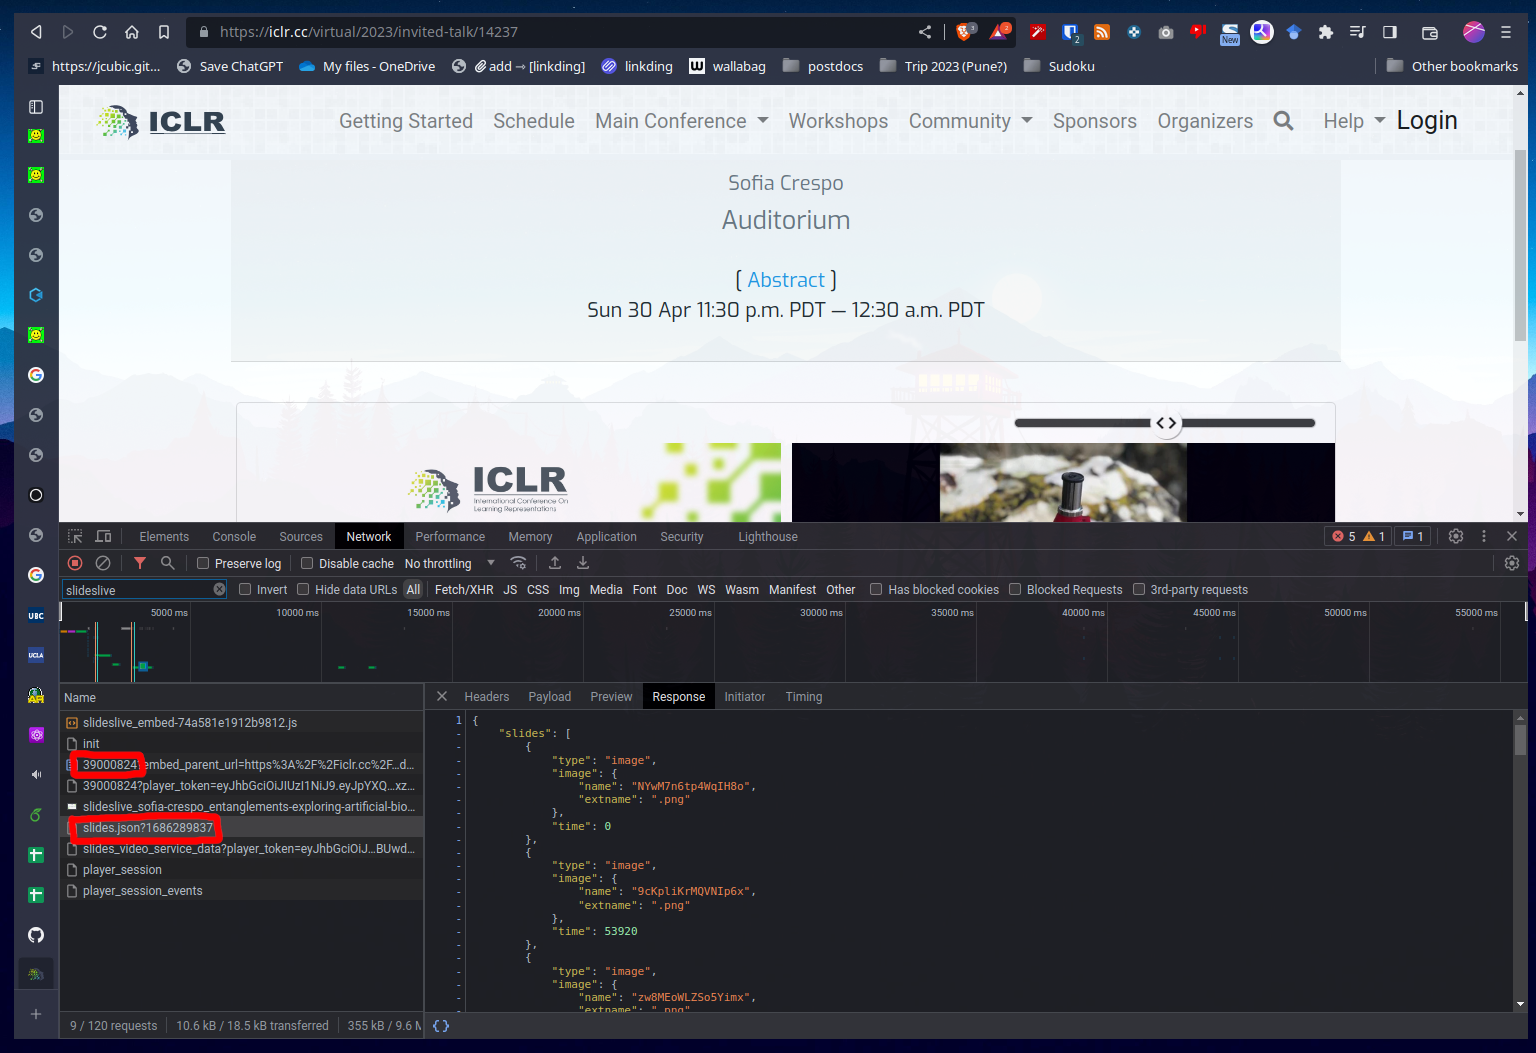 https://iclr.cc/virtual/2023/invited-talk/14237
3
2
2
New
https://jcubic.git...
Save ChatGPT
My files - OneDrive
add → [linkding]
linkding
wallabag
postdocs
Trip 2023 (Pune?)
Sudoku
Other bookmarks
ICLR
Getting Started
Schedule
Main Conference
Workshops
Community
Sponsors
Organizers
Help
Login
Sofia Crespo
Auditorium
[ Abstract ]
Sun 30 Apr 11:30 p.m. PDT — 12:30 a.m. PDT
ICLR
International Conference On
Learning Representations
UBC
UCLA
Elements
Console
Sources
Network
Performance
Memory
Application
Security
Lighthouse
5
1
1
Preserve log
Disable cache
No throttling
slideslive
Invert
Hide data URLs
All
Fetch/XHR
JS
CSS
Img
Media
Font
Doc
WS
Wasm
Manifest
Other
Has blocked cookies
Blocked Requests
3rd-party requests
5000 ms
10000 ms
15000 ms
20000 ms
25000 ms
30000 ms
35000 ms
40000 ms
45000 ms
50000 ms
55000 ms
Name
slideslive_embed-74a581e1912b9812.js
init
39000824?embed_parent_url=https%3A%2F%2Ficlr.cc%2F...d...
39000824?player_token=eyJhbGciOiJIUzI1NiJ9.eyJpYXQ...xz...
slideslive_sofia-crespo_entanglements-exploring-artificial-bio...
slides.json?1686289837
slides_video_service_data?player_token=eyJhbGciOiJ...BUwd...
player_session
player_session_events
9 / 120 requests
10.6 kB / 18.5 kB transferred
355 kB / 9.6 M
Headers
Payload
Preview
Response
Initiator
Timing
1 {
"slides": [
{
"type": "image",
"image": {
"name": "NYwM7n6tp4WqIH8o",
"extname": ".png"
},
"time": 0
},
{
"type": "image",
"image": {
"name": "9cKpliKrMQVNIp6x",
"extname": ".png"
},
"time": 53920
},
{
"type": "image",
"image": {
"name": "zw8MEoWLZSo5Yimx",
"extname": ".png"
{}